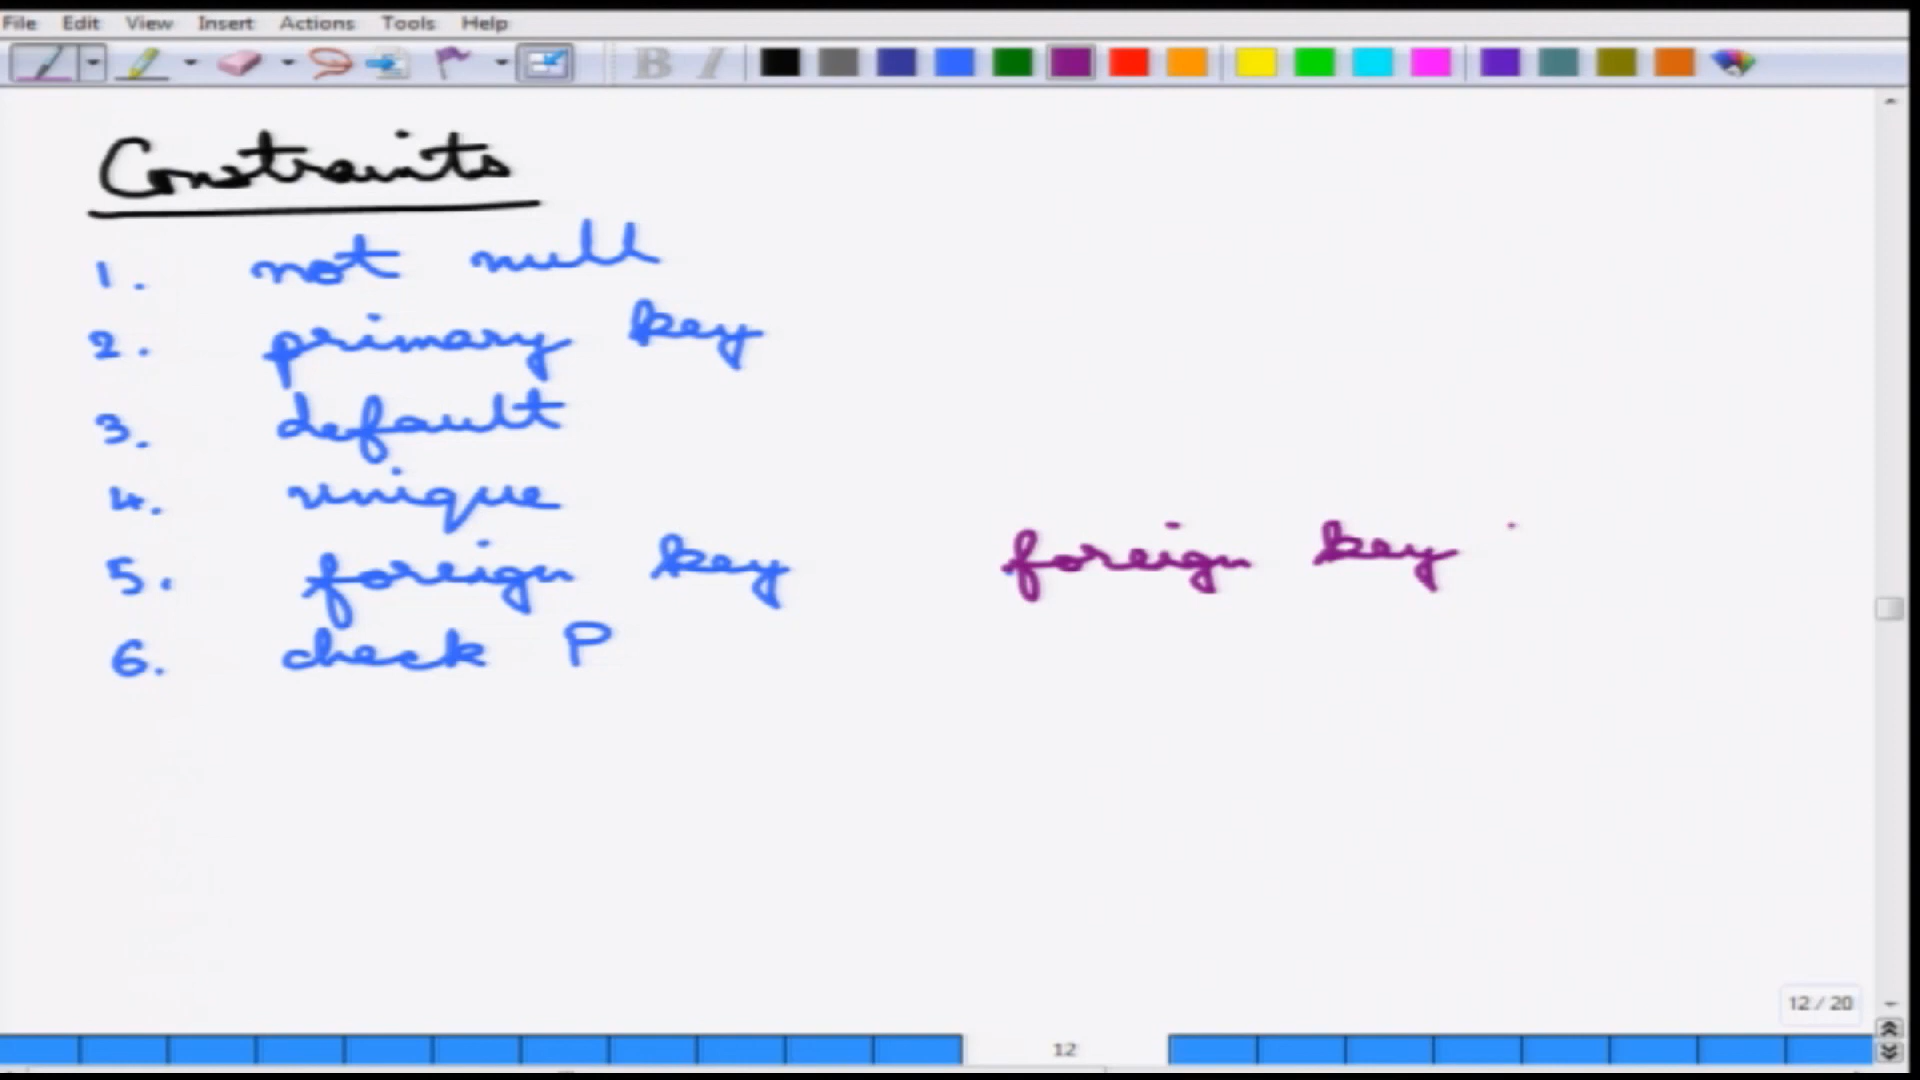 File Edit View Insert Actions Tools Help
B I
Constraints
1. not null
2. primary key
3. default
4. unique
5. foreign key foreign key
6. check P
12 / 20
12